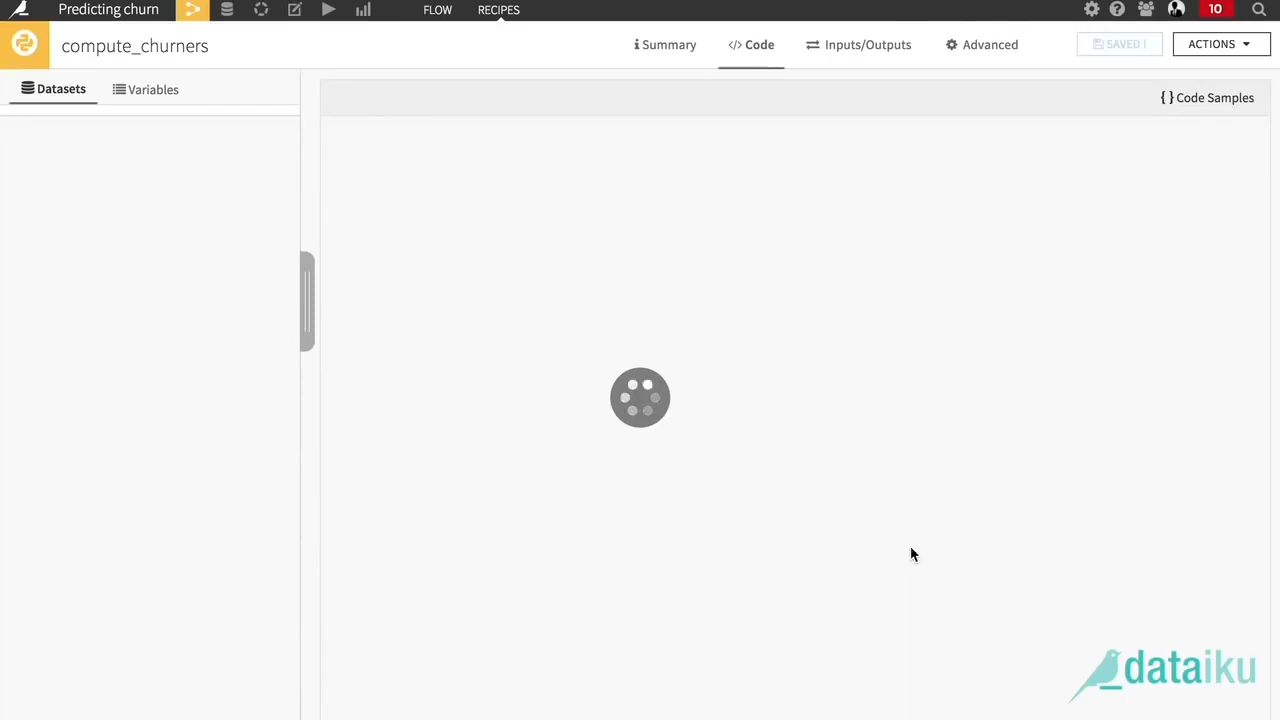 Predicting churn FLOW RECIPES 10
compute_churners Summary </> Code Inputs/Outputs Advanced SAVED ! ACTIONS
Datasets Variables
{ } Code Samples
dataiku